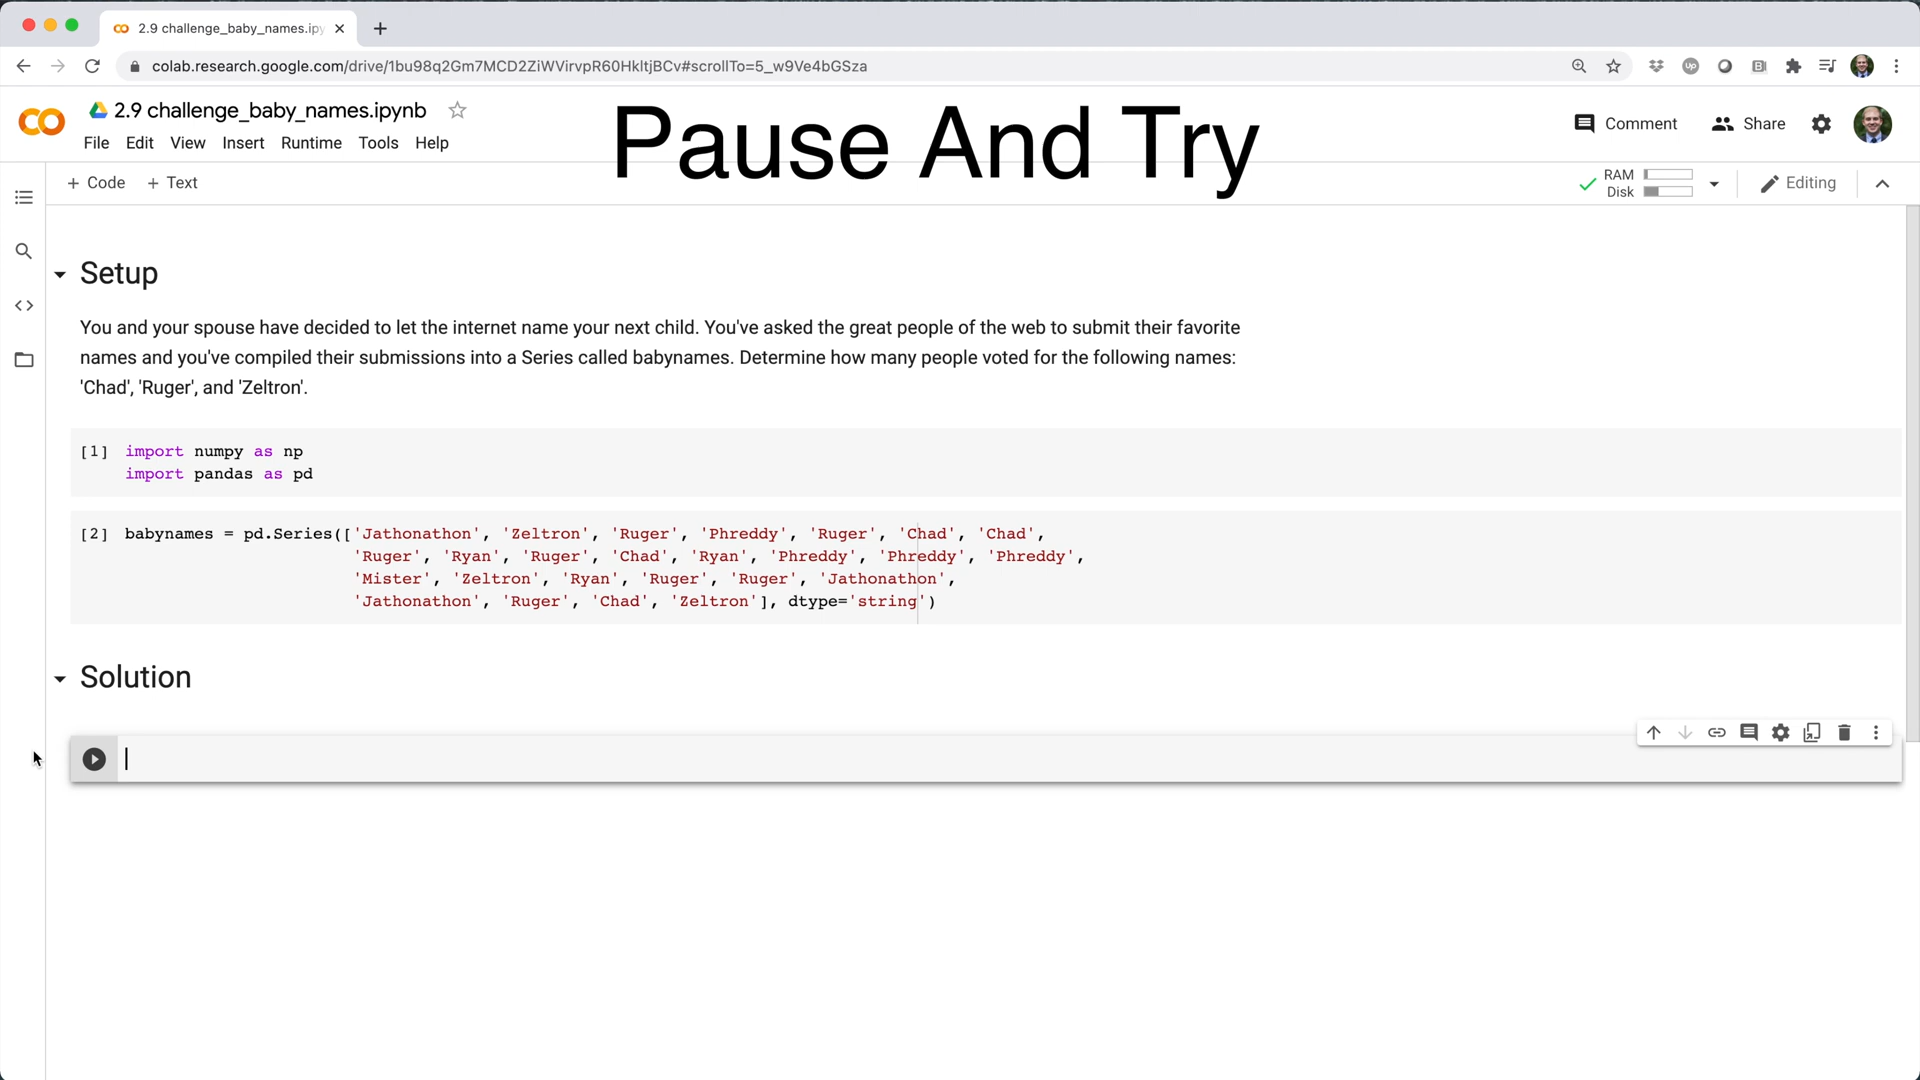 2.9 challenge_baby_names.ipy
colab.research.google.com/drive/1bu98q2Gm7MCD2ZiWVirvpR60HkltjBCv#scrollTo=5_w9Ve4bGSza
2.9 challenge_baby_names.ipynb
File Edit View Insert Runtime Tools Help
Pause And Try
Comment Share
+ Code + Text
RAM
Disk
Editing
Setup
You and your spouse have decided to let the internet name your next child. You've asked the great people of the web to submit their favorite
names and you've compiled their submissions into a Series called babynames. Determine how many people voted for the following names:
'Chad', 'Ruger', and 'Zeltron'.
[1] import numpy as np
import pandas as pd
[2] babynames = pd.Series(['Jathonathon', 'Zeltron', 'Ruger', 'Phreddy', 'Ruger', 'Chad', 'Chad',
'Ruger', 'Ryan', 'Ruger', 'Chad', 'Ryan', 'Phreddy', 'Phreddy', 'Phreddy',
'Mister', 'Zeltron', 'Ryan', 'Ruger', 'Ruger', 'Jathonathon',
'Jathonathon', 'Ruger', 'Chad', 'Zeltron'], dtype='string')
Solution